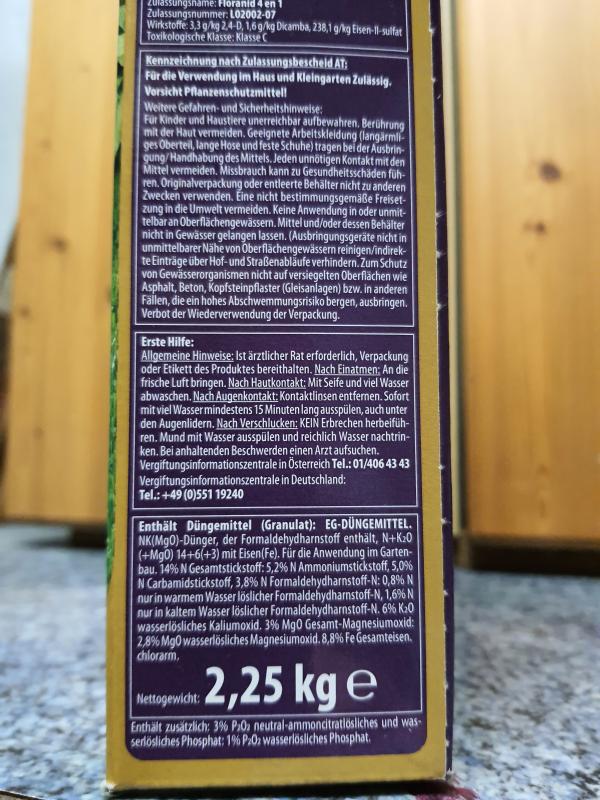 Zulassungsname: Floranid 4 en 1
Zulassungsnummer: L02002-07
Wirkstoffe: 3,3 g/kg 2,4-D, 1,6 g/kg Dicamba, 238,1 g/kg Eisen-II-sulfat
Toxikologische Klasse: Klasse C
Kennzeichnung nach Zulassungsbescheid AT:
Für die Verwendung im Haus und Kleingarten Zulässig.
Vorsicht Pflanzenschutzmittel!
Weitere Gefahren- und Sicherheitshinweise:
Für Kinder und Haustiere unerreichbar aufbewahren. Berührung
mit der Haut vermeiden. Geeignete Arbeitskleidung (langärmli-
ges Oberteil, lange Hose und feste Schuhe) tragen bei der Ausbrin-
gung/Handhabung des Mittels. Jeden unnötigen Kontakt mit den
Mittel vermeiden. Missbrauch kann zu Gesundheitsschäden füh-
ren. Originalverpackung oder entleerte Behälter nicht zu anderen
Zwecken verwenden. Eine nicht bestimmungsgemäße Freiset-
zung in die Umwelt vermeiden. Keine Anwendung in oder unmit-
telbar an Oberflächengewässern. Mittel und/oder dessen Behälter
nicht in Gewässer gelangen lassen. (Ausbringungsgeräte nicht in
unmittelbarer Nähe von Oberflächengewässern reinigen/indirek-
te Einträge über Hof- und Straßenabläufe verhindern. Zum Schutz
von Gewässerorganismen nicht auf versiegelten Oberflächen wie
Asphalt, Beton, Kopfsteinpflaster (Gleisanlagen) bzw. in anderen
Fällen, die ein hohes Abschwemmungsrisiko bergen, ausbringen.
Verbot der Wiederverwendung der Verpackung.
Erste Hilfe:
Allgemeine Hinweise: Ist ärztlicher Rat erforderlich, Verpackung
oder Etikett des Produktes bereithalten. Nach Einatmen: An die
frische Luft bringen. Nach Hautkontakt: Mit Seife und viel Wasser
abwaschen. Nach Augenkontakt: Kontaktlinsen entfernen. Sofort
mit viel Wasser mindestens 15 Minuten lang ausspülen, auch unter
den Augenlidern. Nach Verschlucken: KEIN Erbrechen herbeifüh-
ren. Mund mit Wasser ausspülen und reichlich Wasser nachtrin-
ken. Bei anhaltenden Beschwerden einen Arzt aufsuchen.
Vergiftungsinformationszentrale in Österreich Tel.: 01/406 43 43
Vergiftungsinformationszentrale in Deutschland:
Tel.: +49 (0)551 19240
Enthält Düngemittel (Granulat): EG-DÜNGEMITTEL.
NK(MgO)-Dünger, der Formaldehydharnstoff enthält, N+K₂O
(+MgO) 14+6(+3) mit Eisen(Fe). Für die Anwendung im Garten-
bau. 14% N Gesamtstickstoff: 5,2% N Ammoniumstickstoff, 5,0%
N Carbamidstickstoff, 3,8% N Formaldehydharnstoff-N: 0,8% N
nur in warmem Wasser löslicher Formaldehydharnstoff-N, 1,6% N
nur in kaltem Wasser löslicher Formaldehydharnstoff-N. 6% K₂O
wasserlösliches Kaliumoxid. 3% MgO Gesamt-Magnesiumoxid:
2,8% MgO wasserlösliches Magnesiumoxid. 8,8% Fe Gesamteisen.
chlorarm.
Nettogewicht: 2,25 kg e
Enthält zusätzlich: 3% P₂O₅ neutral-ammoncitratlösliches und was-
serlösliches Phosphat: 1% P₂O₅ wasserlösliches Phosphat.